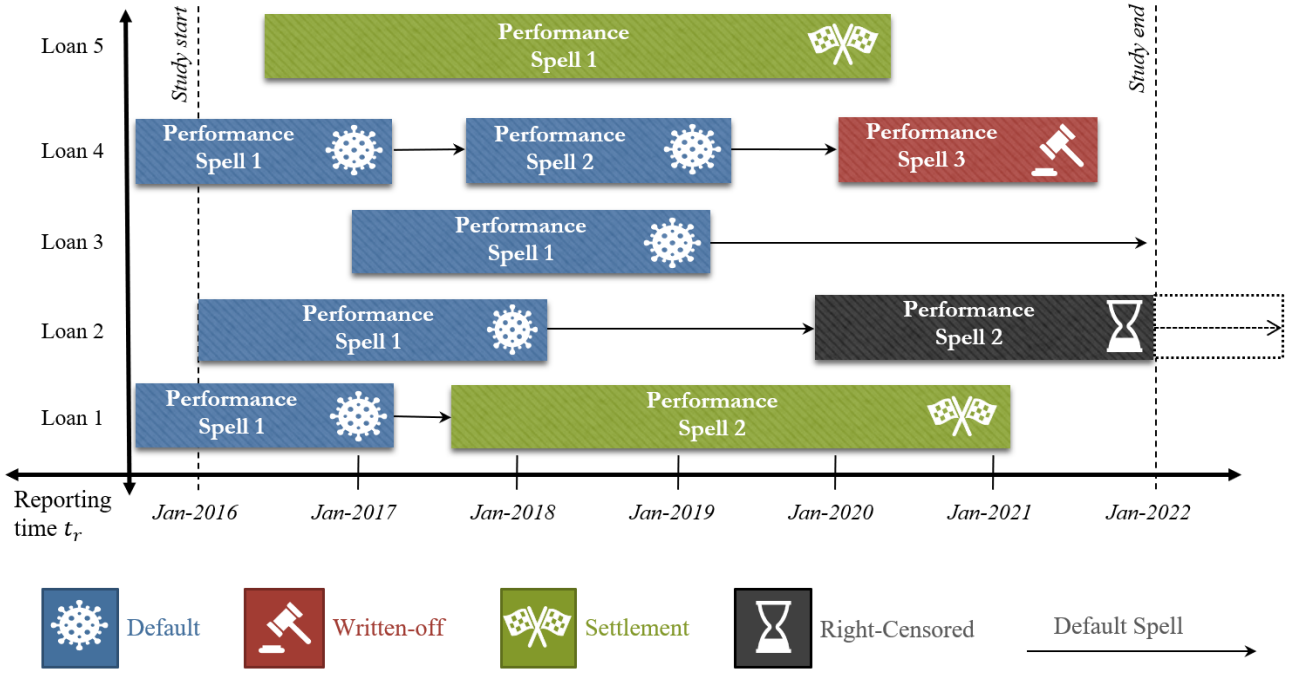 Study start
Study end
Loan 5
Performance
Spell 1
Loan 4
Performance
Spell 1
Performance
Spell 2
Performance
Spell 3
Loan 3
Performance
Spell 1
Loan 2
Performance
Spell 1
Performance
Spell 2
Loan 1
Performance
Spell 1
Performance
Spell 2
Reporting
time t_r
Jan-2016
Jan-2017
Jan-2018
Jan-2019
Jan-2020
Jan-2021
Jan-2022
Default
Written-off
Settlement
Right-Censored
Default Spell